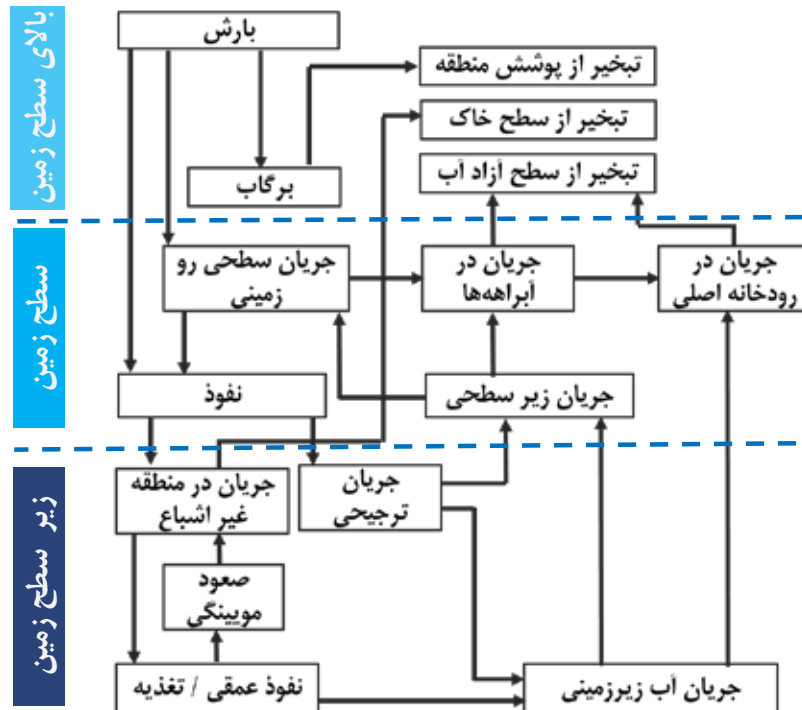 بالای سطح زمین
بارش
تبخیر از پوشش منطقه
تبخیر از سطح خاک
برگاب
تبخیر از سطح آزاد آب
سطح زمین
جریان سطحی رو
زمینی
جریان در
آبراهه‌ها
جریان در
رودخانه اصلی
نفوذ
جریان زیر سطحی
زیر سطح زمین
جریان در منطقه
غیر اشباع
جریان
ترجیحی
صعود
مویینگی
نفوذ عمقی / تغذیه
جریان آب زیرزمینی